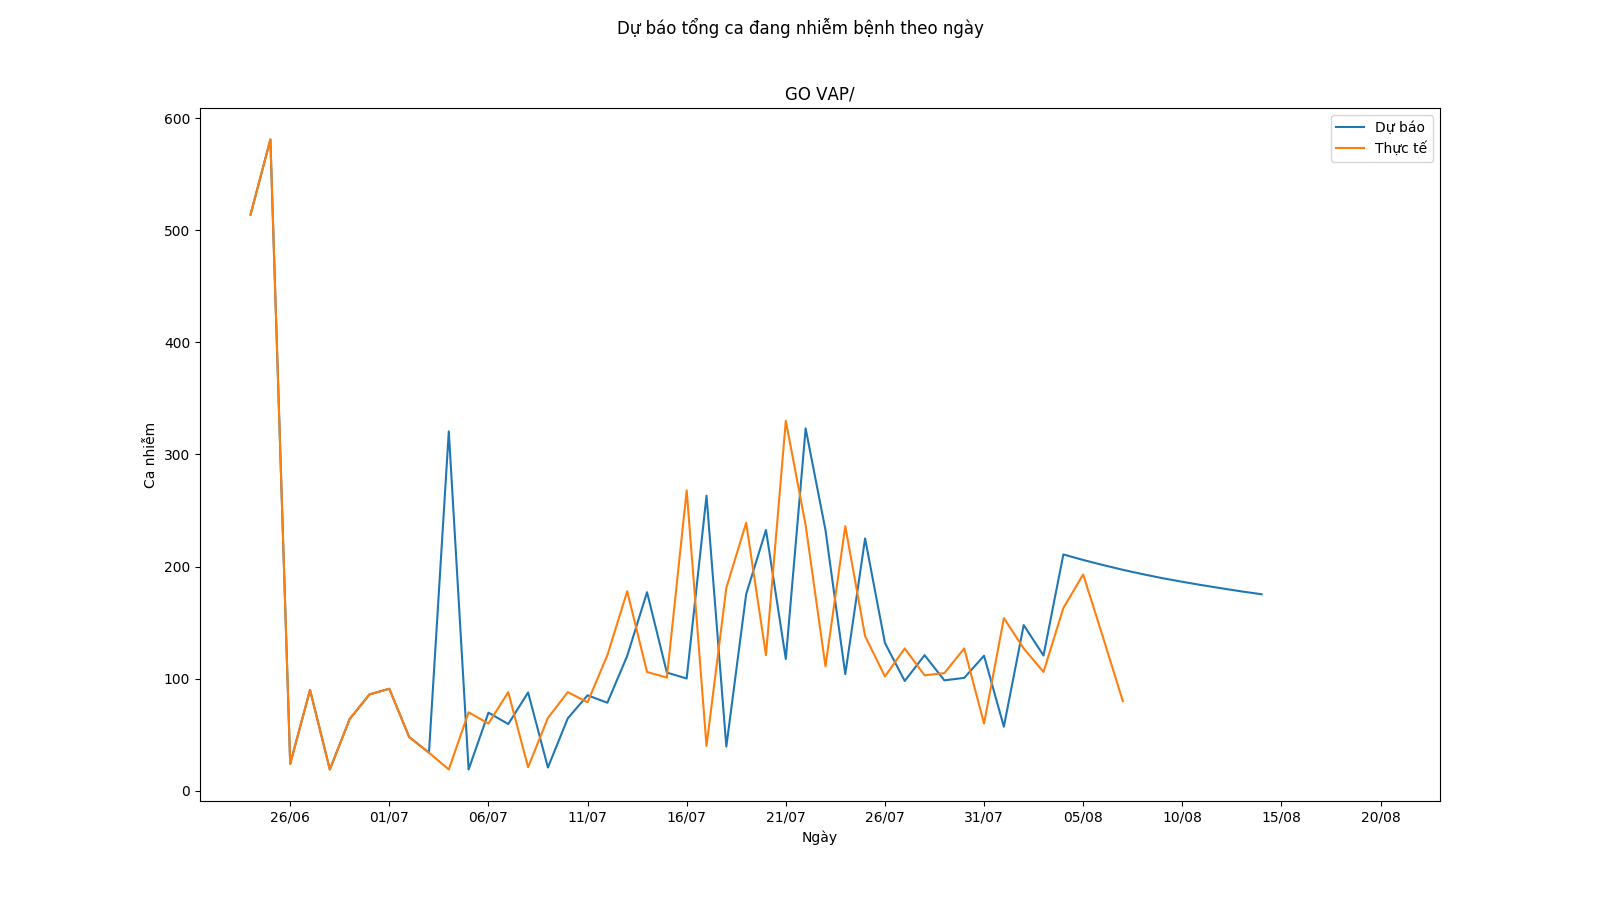 Dự báo tổng ca đang nhiễm bệnh theo ngày
GO VAP/
Dự báo
Thực tế
600
500
400
300
200
100
0
Ca nhiễm
26/06 01/07 06/07 11/07 16/07 21/07 26/07 31/07 05/08 10/08 15/08 20/08
Ngày